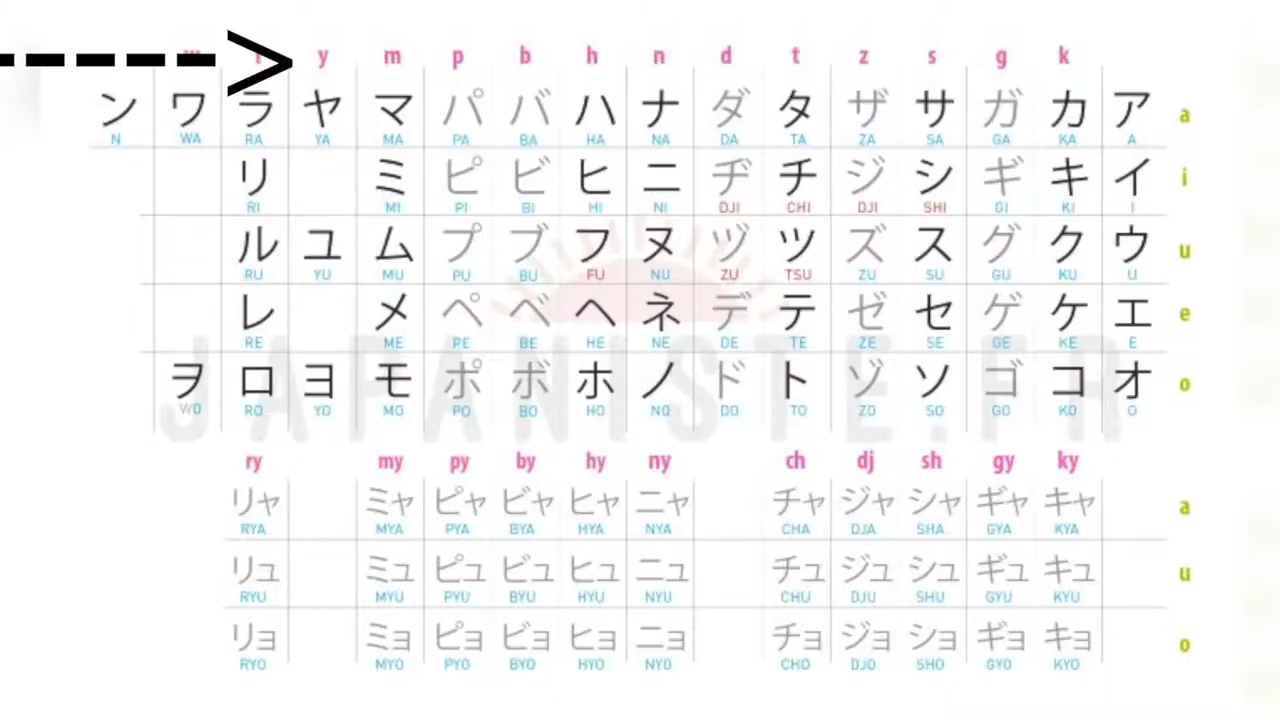 w r y m p b h n d t z s g k
ン ワ ラ ヤ マ パ バ ハ ナ ダ タ ザ サ ガ カ ア a
N WA RA YA MA PA BA HA NA DA TA ZA SA GA KA A
リ ミ ピ ビ ヒ ニ ヂ チ ジ シ ギ キ イ i
RI MI PI BI HI NI DJI CHI DJI SHI GI KI I
ル ユ ム プ ブ フ ヌ ヅ ツ ズ ス グ ク ウ u
RU YU MU PU BU FU NU ZU TSU ZU SU GU KU U
レ メ ペ ベ ヘ ネ デ テ ゼ セ ゲ ケ エ e
RE ME PE BE HE NE DE TE ZE SE GE KE E
ヲ ロ ヨ モ ポ ボ ホ ノ ド ト ゾ ソ ゴ コ オ o
WO RO YO MO PO BO HO NO DO TO ZO SO GO KO O
JAPANISTE.FR
ry my py by hy ny ch dj sh gy ky
リャ ミャ ピャ ビャ ヒャ ニャ チャ ジャ シャ ギャ キャ a
RYA MYA PYA BYA HYA NYA CHA DJA SHA GYA KYA
リュ ミュ ピュ ビュ ヒュ ニュ チュ ジュ シュ ギュ キュ u
RYU MYU PYU BYU HYU NYU CHU DJU SHU GYU KYU
リョ ミョ ピョ ビョ ヒョ ニョ チョ ジョ ショ ギョ キョ o
RYO MYO PYO BYO HYO NYO CHO DJO SHO GYO KYO